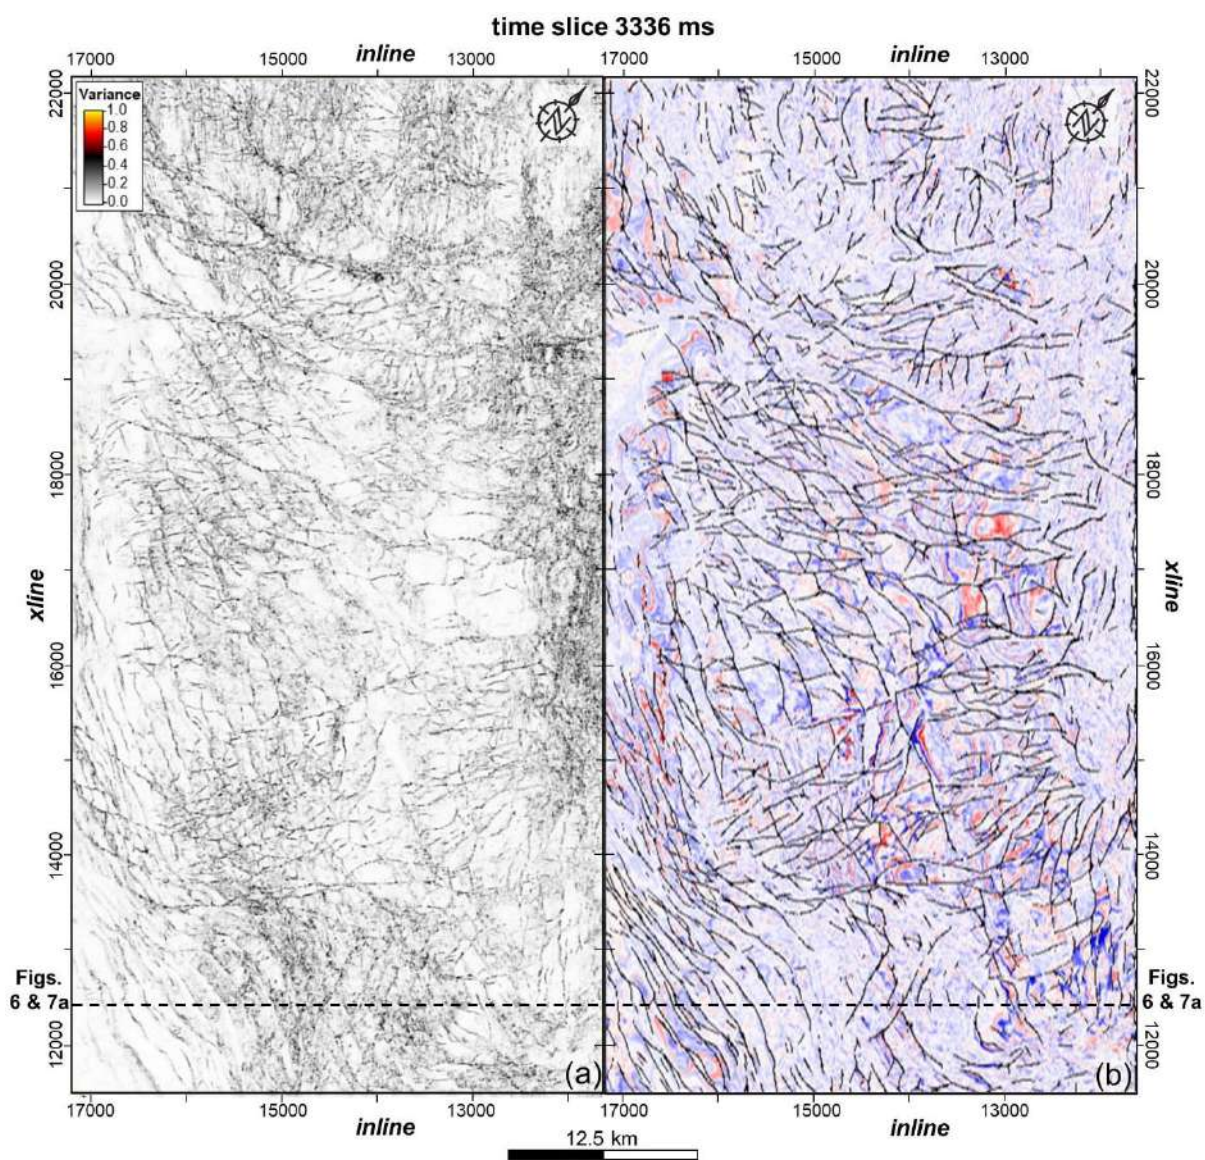 time slice 3336 ms
inline inline
17000 15000 13000 17000 15000 13000
Variance
1.0
0.8
0.6
0.4
0.2
0.0
N N
22000 22000
20000 20000
18000 18000
xline xline
16000 16000
14000 14000
Figs. Figs.
6 & 7a 6 & 7a
12000 12000
(a) (b)
17000 15000 13000 17000 15000 13000
inline inline
12.5 km